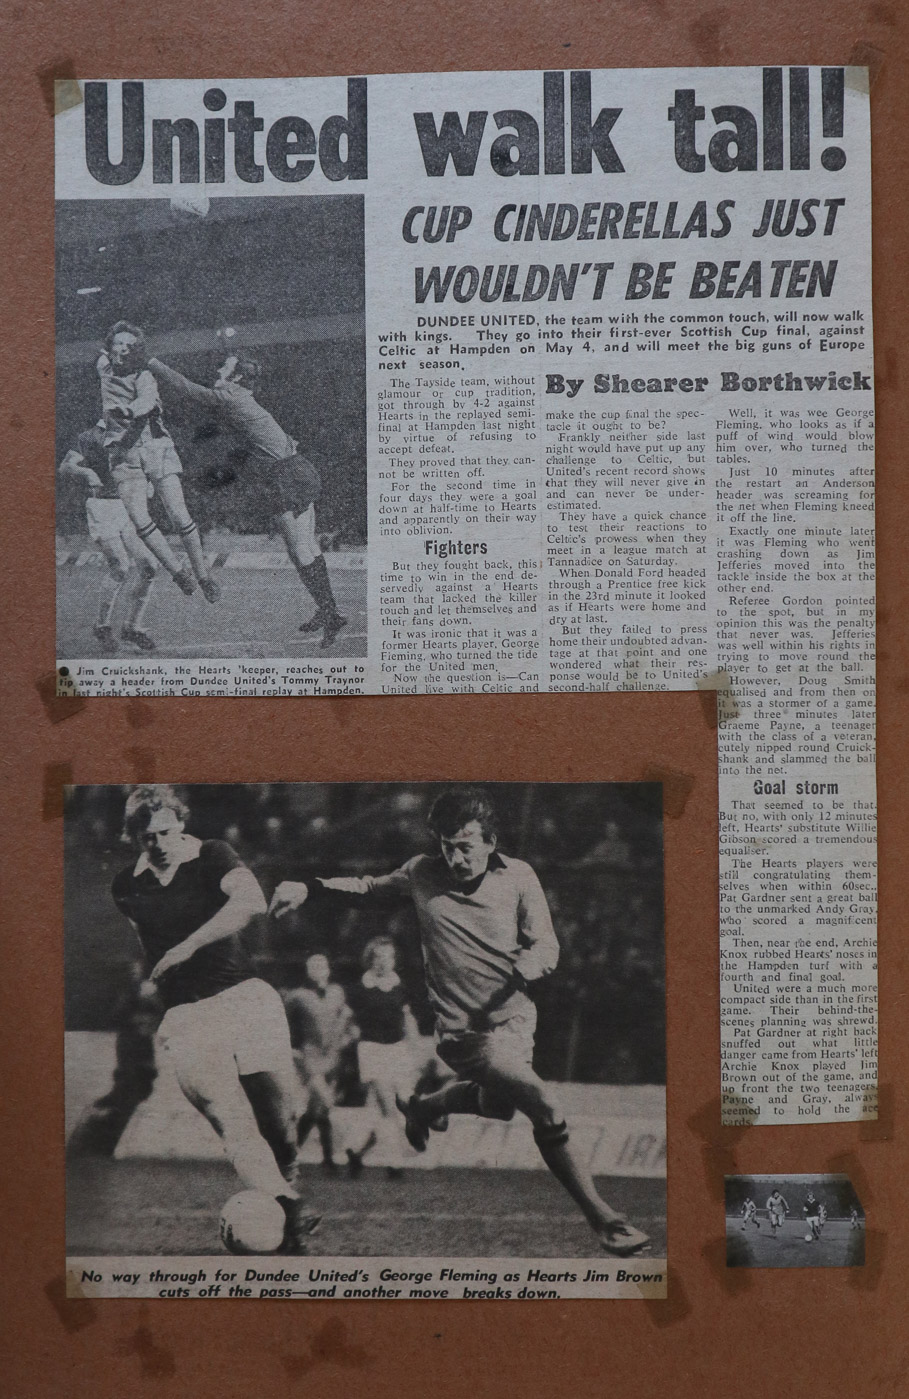 United walk tall!
CUP CINDERELLAS JUST
WOULDN'T BE BEATEN
DUNDEE UNITED, the team with the common touch, will now walk
with kings. They go into their first-ever Scottish Cup final, against
Celtic at Hampden on May 4, and will meet the big guns of Europe
next season.
By Shearer Borthwick
The Tayside team, without
glamour or cup tradition,
got through by 4-2 against
Hearts in the replayed semi-
final at Hampden last night
by virtue of refusing to
accept defeat.
They proved that they can-
not be written off.
For the second time in
four days they were a goal
down at half-time to Hearts
and apparently on their way
into oblivion.
Fighters
But they fought back, this
time to win in the end de-
servedly against a Hearts
team that lacked the killer
touch and let themselves and
their fans down.
It was ironic that it was a
former Hearts player, George
Fleming, who turned the tide
for the United men.
Now the question is—Can
United live with Celtic and
make the cup final the spec-
tacle it ought to be?
Frankly neither side last
night would have put up any
challenge to Celtic, but
United's recent record shows
that they will never give in
and can never be under-
estimated.
They have a quick chance
to test their reactions to
Celtic's prowess when they
meet in a league match at
Tannadice on Saturday.
When Donald Ford headed
through a Prentice free kick
in the 23rd minute it looked
as if Hearts were home and
dry at last.
But they failed to press
home their undoubted advan-
tage at that point and one
wondered what their res-
ponse would be to United's
second-half challenge.
Well, it was wee George
Fleming, who looks as if a
puff of wind would blow
him over, who turned the
tables.
Just 10 minutes after
the restart an Anderson
header was screaming for
the net when Fleming kneed
it off the line.
Exactly one minute later
it was Fleming who went
crashing down as Jim
Jefferies moved into the
tackle inside the box at the
other end.
Referee Gordon pointed
to the spot, but in my
opinion this was the penalty
that never was. Jefferies
was well within his rights in
trying to move round the
player to get at the ball.
However, Doug Smith
equalised and from then on
it was a stormer of a game.
Just three minutes later
Graeme Payne, a teenager
with the class of a veteran,
cutely nipped round Cruick-
shank and slammed the ball
into the net.
Goal storm
That seemed to be that.
But no, with only 12 minutes
left, Hearts' substitute Willie
Gibson scored a tremendous
equaliser.
The Hearts players were
still congratulating them-
selves when within 60sec.
Pat Gardner sent a great ball
to the unmarked Andy Gray,
who scored a magnificent
goal.
Then, near the end, Archie
Knox rubbed Hearts' noses in
the Hampden turf with a
fourth and final goal.
United were a much more
compact side than in the first
game. Their behind-the-
scenes planning was shrewd.
Pat Gardner at right back
snuffed out what little
danger came from Hearts' left
Archie Knox played Jim
Brown out of the game, and
up front the two teenagers,
Payne and Gray, always
seemed to hold the ace
cards.
Jim Cruickshank, the Hearts 'keeper, reaches out to
tip away a header from Dundee United's Tommy Traynor
in last night's Scottish Cup semi-final replay at Hampden.
No way through for Dundee United's George Fleming as Hearts Jim Brown
cuts off the pass—and another move breaks down.